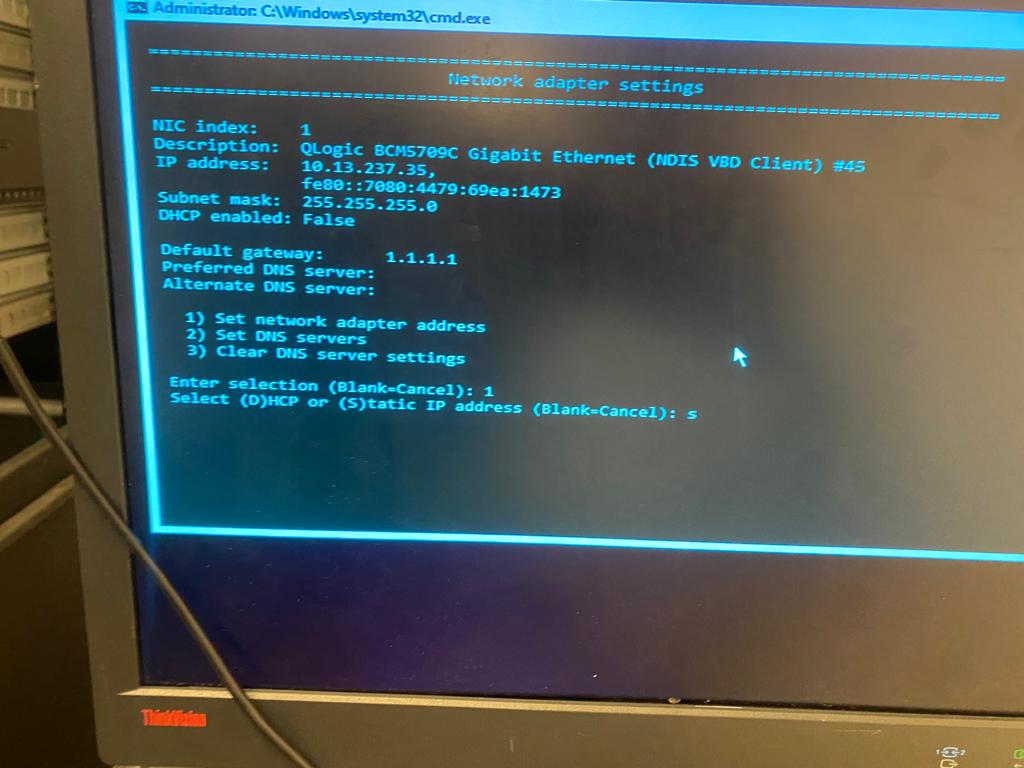 Administrator: C:\Windows\system32\cmd.exe
================================================================================
Network adapter settings
================================================================================
NIC index: 1
Description: QLogic BCM5709C Gigabit Ethernet (NDIS VBD Client) #45
IP address: 10.13.237.35,
fe80::7080:4479:69ea:1473
Subnet mask: 255.255.255.0
DHCP enabled: False
Default gateway: 1.1.1.1
Preferred DNS server:
Alternate DNS server:
1) Set network adapter address
2) Set DNS servers
3) Clear DNS server settings
Enter selection (Blank=Cancel): 1
Select (D)HCP or (S)tatic IP address (Blank=Cancel): s
ThinkVision
1 2